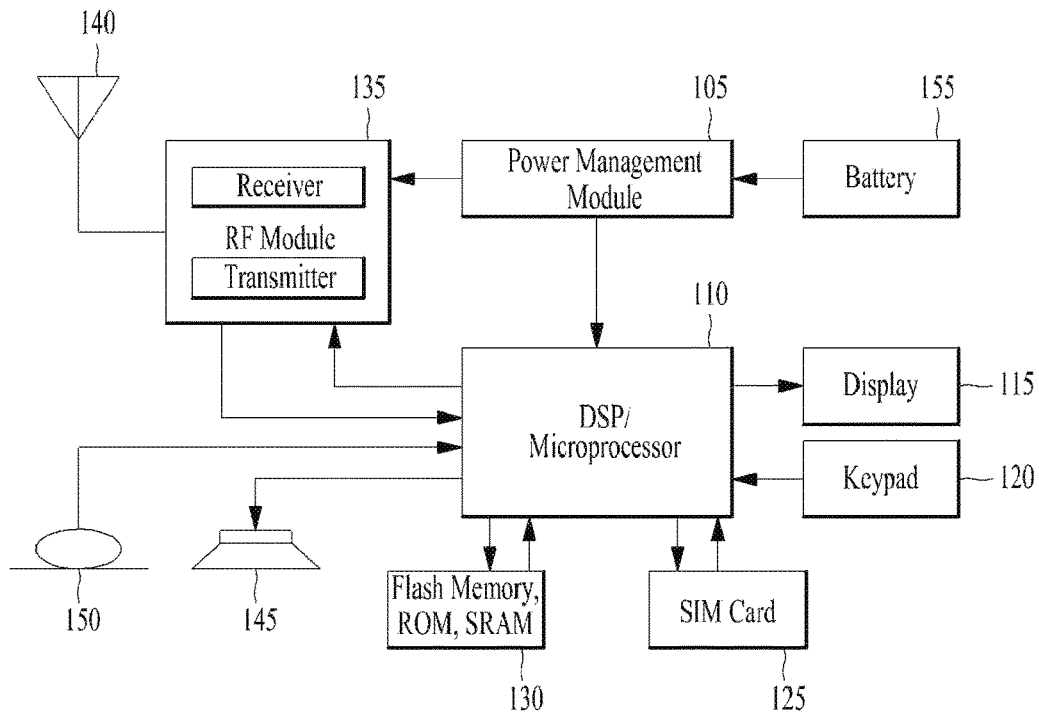 140
135
105
155
Receiver
RF Module
Transmitter
Power Management
Module
Battery
110
DSP/
Microprocessor
Display
115
Keypad
120
150
145
Flash Memory,
ROM, SRAM
130
SIM Card
125